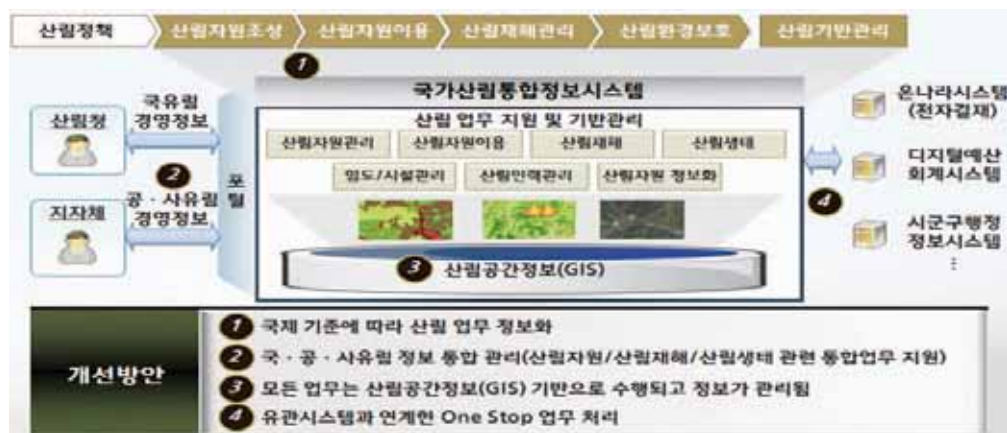 산림정책 산림자원조성 산림자원이용 산림재해관리 산림환경보호 산림기반관리
1
국가산림통합정보시스템
산림 업무 지원 및 기반관리
산림자원관리 산림자원이용 산림재해 산림생태
임도/시설관리 산림인력관리 산림자원 정보화
3 산림공간정보(GIS)
산림청
국유림
경영정보
2
지자체
공·사유림
경영정보
포털
4
온나라시스템
(전자결재)
디지털예산
회계시스템
시군구행정
정보시스템
⋮
개선방안
1 국제 기준에 따라 산림 업무 정보화
2 국·공·사유림 정보 통합 관리(산림자원/산림재해/산림생태 관련 통합업무 지원)
3 모든 업무는 산림공간정보(GIS) 기반으로 수행되고 정보가 관리됨
4 유관시스템과 연계한 One Stop 업무 처리